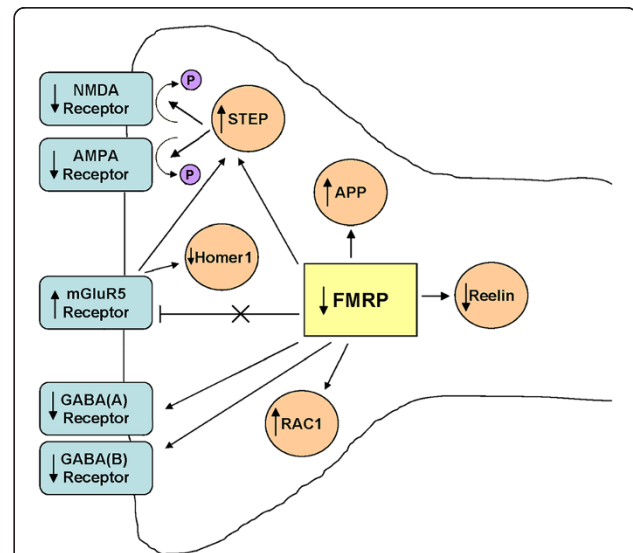 NMDA
Receptor
P
STEP
AMPA
Receptor
P
APP
Homer1
mGluR5
Receptor
FMRP
Reelin
GABA(A)
Receptor
RAC1
GABA(B)
Receptor